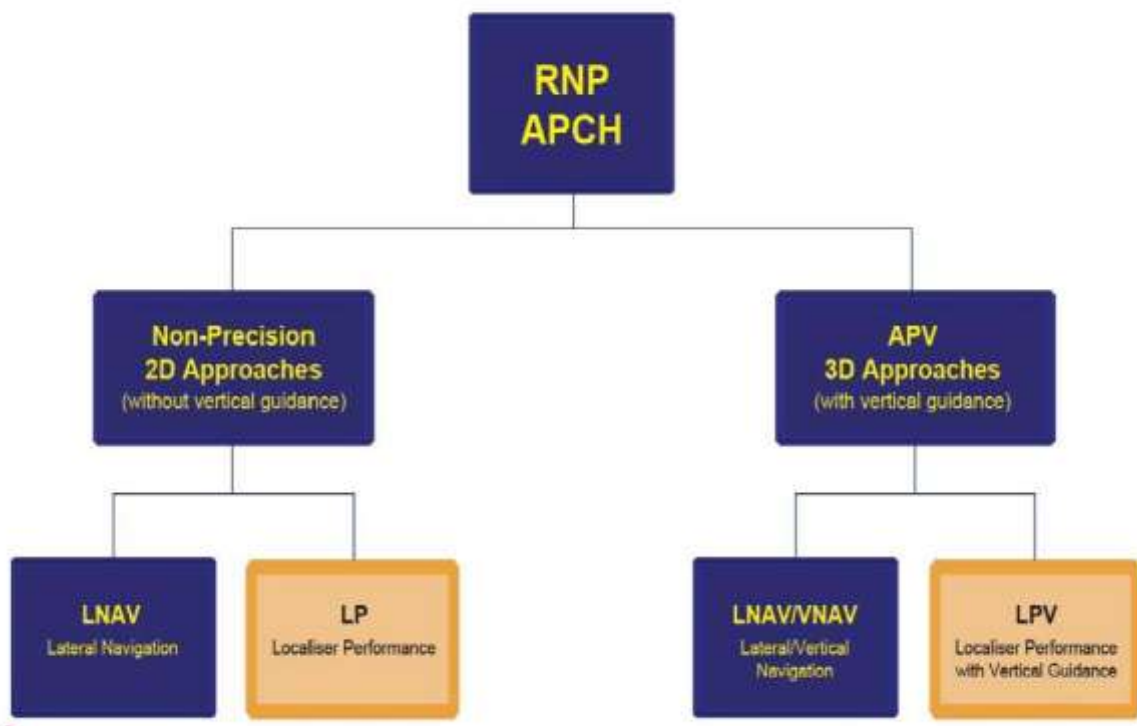 RNP
APCH
Non-Precision
2D Approaches
(without vertical guidance)
APV
3D Approaches
(with vertical guidance)
LNAV
Lateral Navigation
LP
Localiser Performance
LNAV/VNAV
Lateral/Vertical
Navigation
LPV
Localiser Performance
with Vertical Guidance